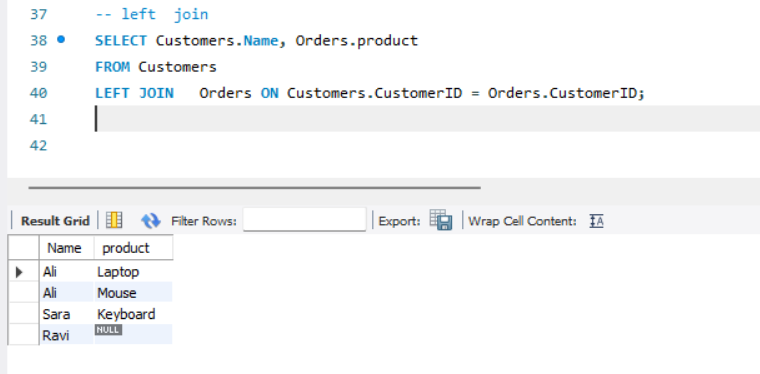 37 -- left  join
38 SELECT Customers.Name, Orders.product
39 FROM Customers
40 LEFT JOIN   Orders ON Customers.CustomerID = Orders.CustomerID;
41
42
Result Grid Filter Rows: Export: Wrap Cell Content: IA
Name product
Ali Laptop
Ali Mouse
Sara Keyboard
Ravi NULL